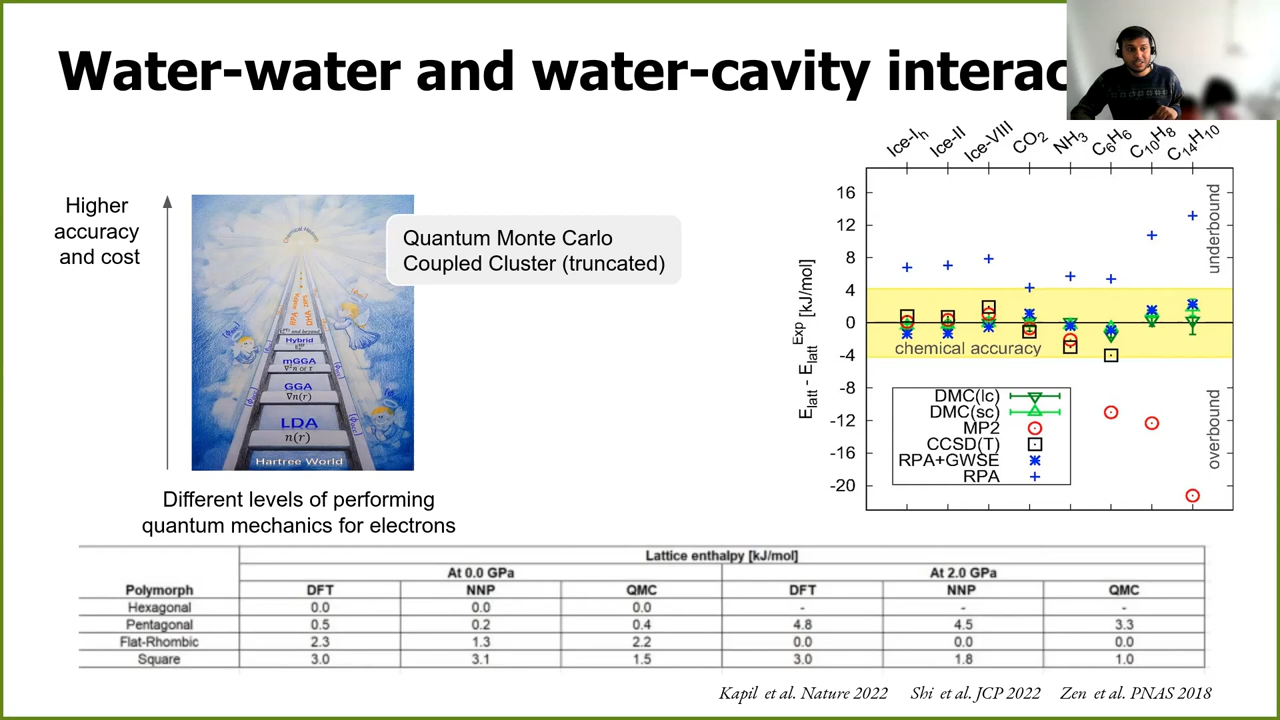 Water-water and water-cavity interac
Higher
accuracy
and cost
Quantum Monte Carlo
Coupled Cluster (truncated)
Chemical Heaven
Hybrid
mGGA
∇²n or τ
GGA
∇n(r)
LDA
n(r)
Hartree World
Different levels of performing
quantum mechanics for electrons
Ice-Iₕ
Ice-II
Ice-VIII
CO₂
NH₃
C₆H₆
C₁₀H₈
C₁₄H₁₀
E_latt - E_latt^Exp [kJ/mol]
16
12
8
4
0
-4
-8
-12
-16
-20
underbound
chemical accuracy
overbound
DMC(lc)
DMC(sc)
MP2
CCSD(T)
RPA+GWSE
RPA
Lattice enthalpy [kJ/mol]
At 0.0 GPa At 2.0 GPa
Polymorph DFT NNP QMC DFT NNP QMC
Hexagonal 0.0 0.0 0.0 - - -
Pentagonal 0.5 0.2 0.4 4.8 4.5 3.3
Flat-Rhombic 2.3 1.3 2.2 0.0 0.0 0.0
Square 3.0 3.1 1.5 3.0 1.8 1.0
Kapil et al. Nature 2022 Shi et al. JCP 2022 Zen et al. PNAS 2018